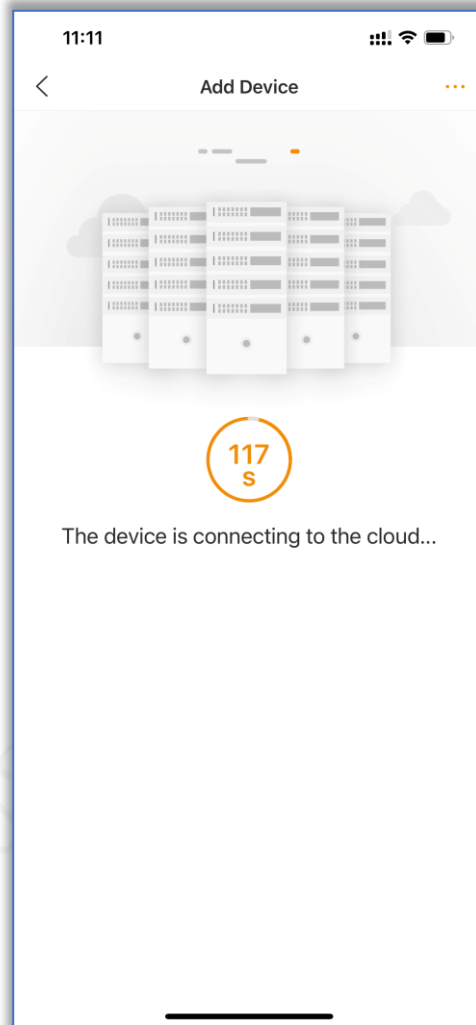 11:11
Add Device
117
s
The device is connecting to the cloud...